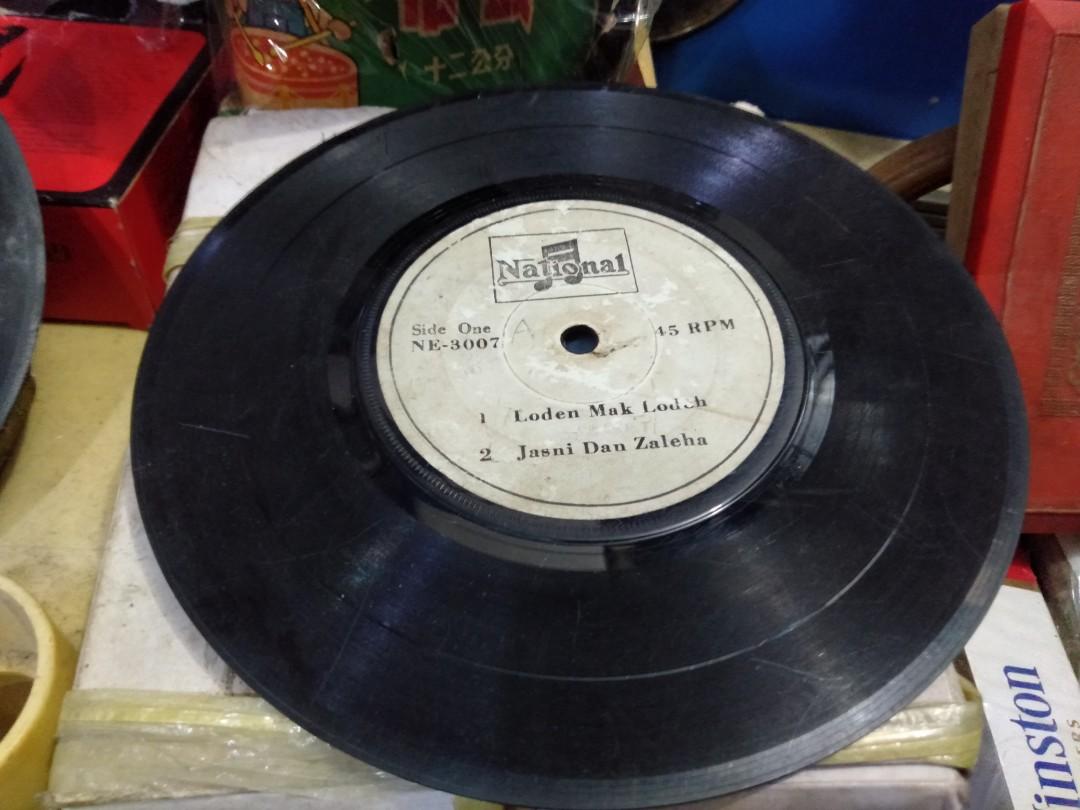 十二公分
National
Side One A 45 RPM
NE-3007
1 Loden Mak Lodeh
2 Jasni Dan Zaleha
inston